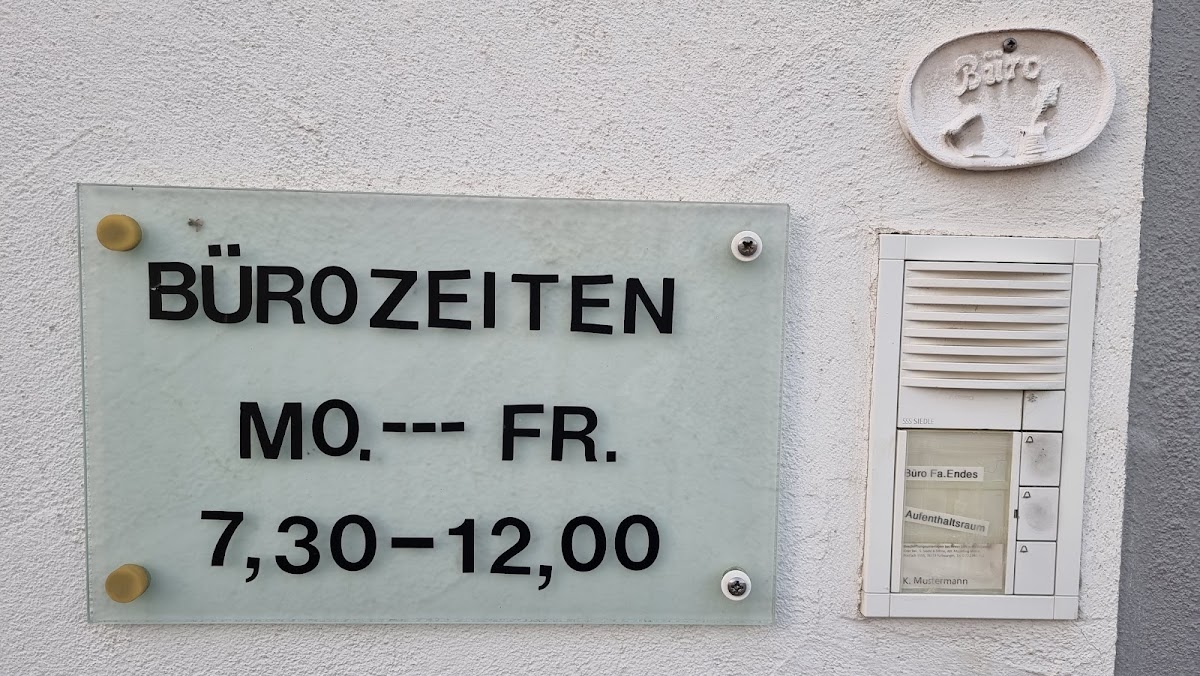 BÜROZEITEN
MO.--- FR.
7,30-12,00
Büro
SSS SIEDLE
Büro Fa.Endes
Aufenthaltsraum
K. Mustermann